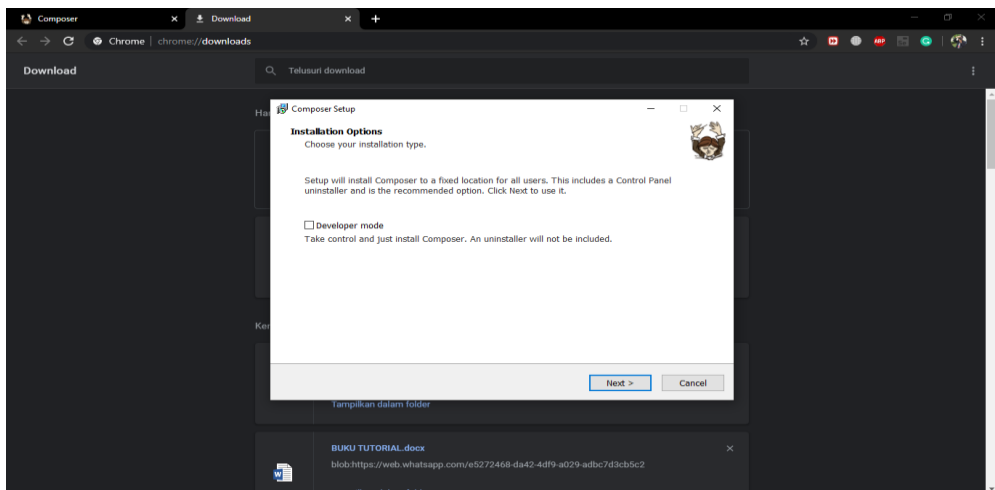 Composer
Download
Chrome | chrome://downloads
ABP
Download
Telusuri download
Composer Setup
Installation Options
Choose your installation type.
Setup will install Composer to a fixed location for all users. This includes a Control Panel
uninstaller and is the recommended option. Click Next to use it.
Developer mode
Take control and just install Composer. An uninstaller will not be included.
Next >
Cancel
Tampilkan dalam folder
BUKU TUTORIAL.docx
blob:https://web.whatsapp.com/e5272468-da42-4df9-a029-adbc7d3cb5c2